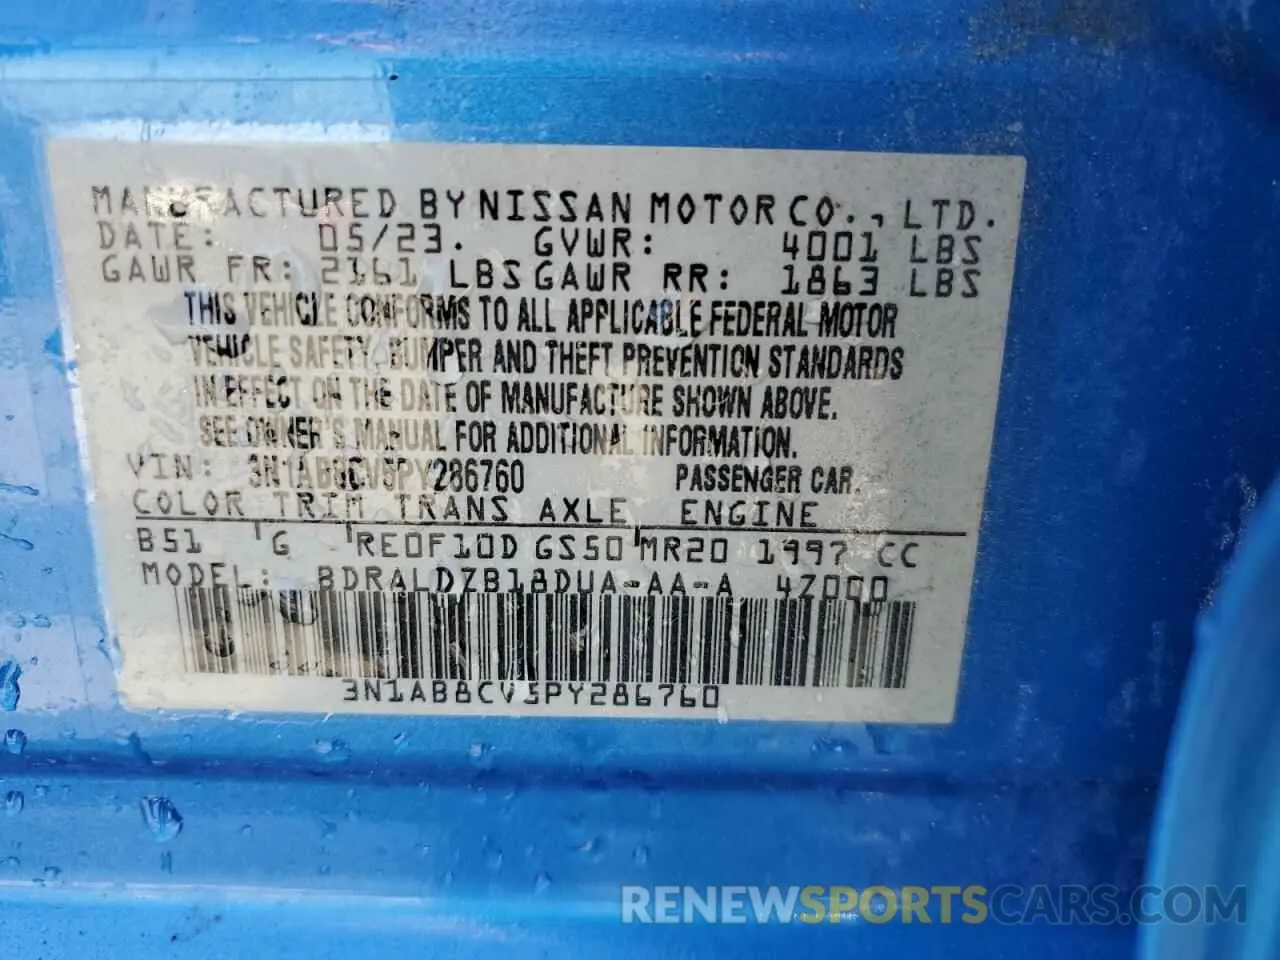 MANUFACTURED BY NISSAN MOTOR CO., LTD.
DATE: 05/23. GVWR: 4001 LBS
GAWR FR: 2161 LBS GAWR RR: 1863 LBS
THIS VEHICLE CONFORMS TO ALL APPLICABLE FEDERAL MOTOR
VEHICLE SAFETY, BUMPER AND THEFT PREVENTION STANDARDS
IN EFFECT ON THE DATE OF MANUFACTURE SHOWN ABOVE.
SEE OWNER'S MANUAL FOR ADDITIONAL INFORMATION.
VIN: 3N1AB8CV5PY286760 PASSENGER CAR.
COLOR TRIM TRANS AXLE ENGINE
B51 G RE0F10D GS50 MR20 1997 CC
MODEL: BDRALDZB18DUA-AA-A 4Z000
3N1AB8CV5PY286760
RENEWSPORTSCARS.COM